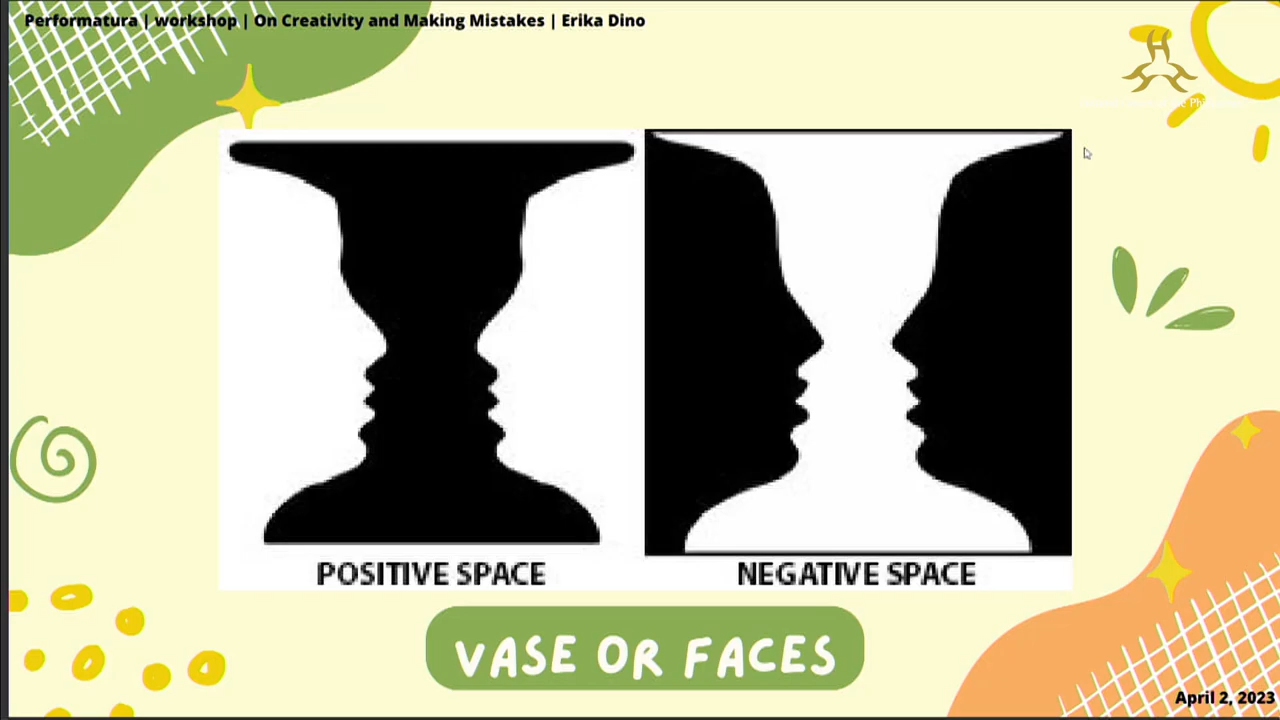 Performatura | workshop | On Creativity and Making Mistakes | Erika Dino
POSITIVE SPACE
NEGATIVE SPACE
VASE OR FACES
April 2, 2023